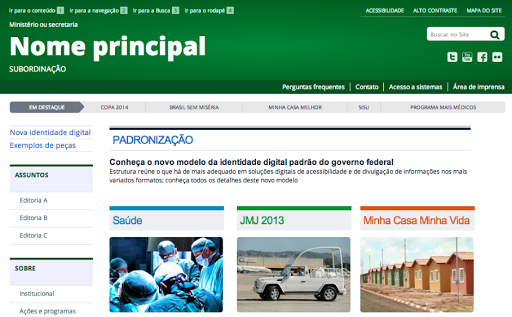 Ir para o conteúdo 1 Ir para a navegação 2 Ir para a Busca 3 Ir para o rodapé 4
ACESSIBILIDADE ALTO CONTRASTE MAPA DO SITE
Ministério ou secretaria
Nome principal
SUBORDINAÇÃO
Buscar no Site
You Tube
Perguntas frequentes Contato Acesso a sistemas Área de imprensa
EM DESTAQUE COPA 2014 BRASIL SEM MISÉRIA MINHA CASA MELHOR SISU PROGRAMA MAIS MÉDICOS
Nova identidade digital
Exemplos de peças
ASSUNTOS
Editoria A
Editoria B
Editoria C
SOBRE
Institucional
Ações e programas
PADRONIZAÇÃO
Conheça o novo modelo da identidade digital padrão do governo federal
Estrutura reúne o que há de mais adequado em soluções digitais de acessibilidade e de divulgação de informações nos mais
variados formatos; conheça todos os detalhes deste novo modelo
Saúde
JMJ 2013
Minha Casa Minha Vida